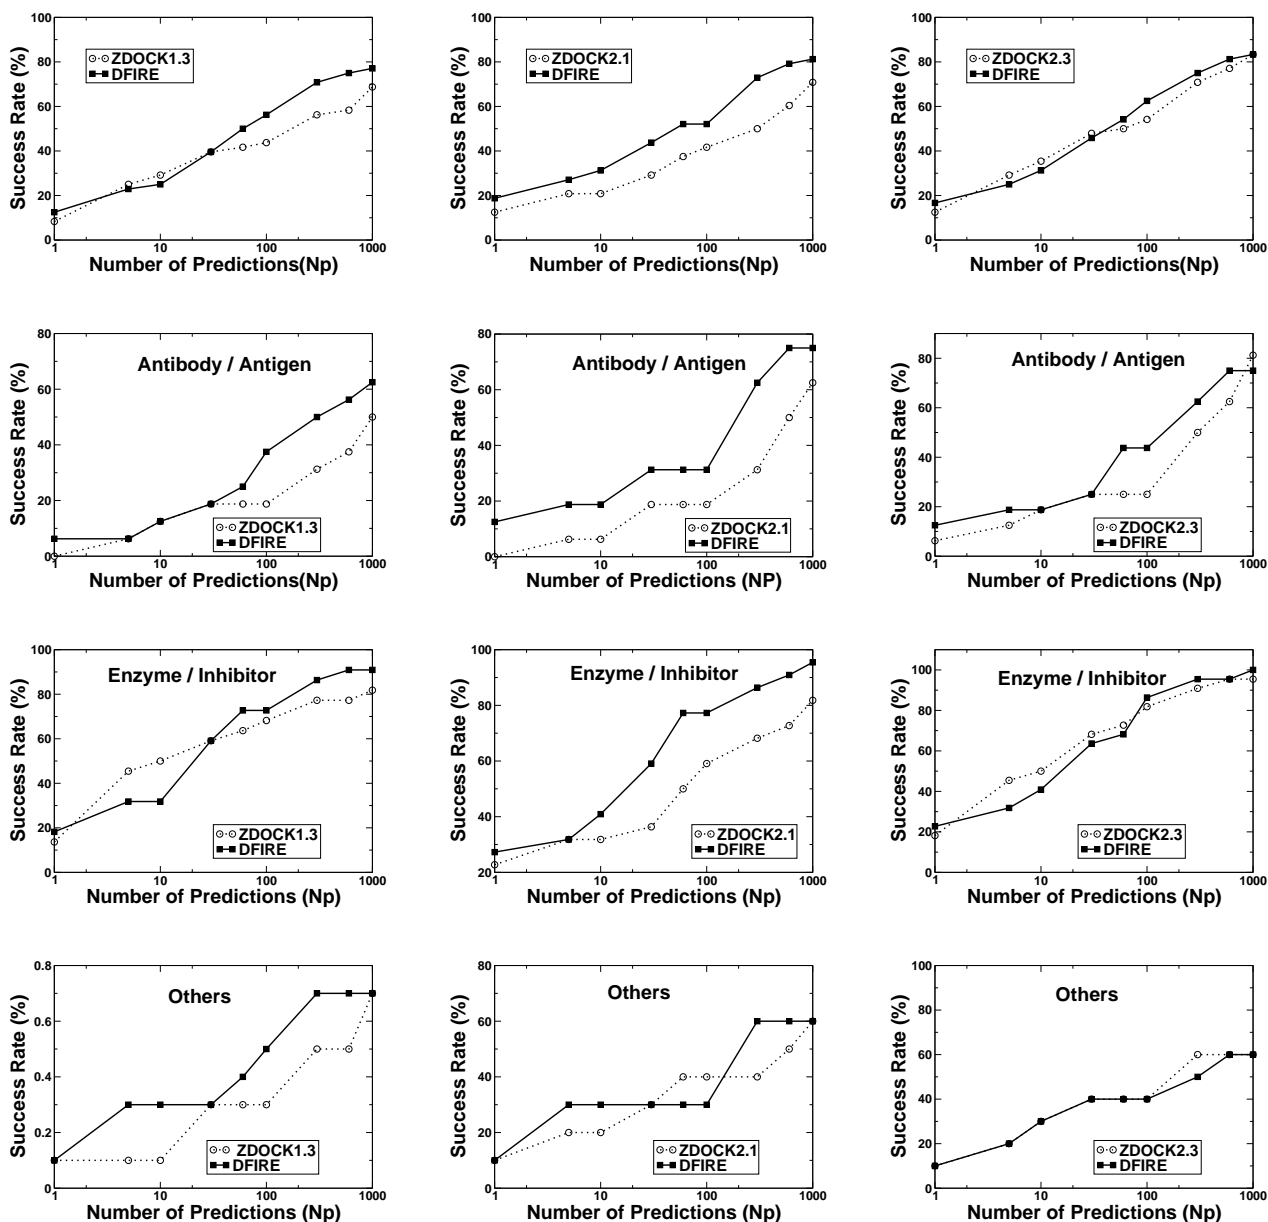 100
80
60
40
20
0
Success Rate (%)
ZDOCK1.3
DFIRE
1
10
100
1000
Number of Predictions(Np)
100
80
60
40
20
0
Success Rate (%)
ZDOCK2.1
DFIRE
1
10
100
1000
Number of Predictions(Np)
100
80
60
40
20
0
Success Rate (%)
ZDOCK2.3
DFIRE
1
10
100
1000
Number of Predictions(Np)
80
60
40
20
0
Success Rate (%)
Antibody / Antigen
ZDOCK1.3
DFIRE
1
10
100
1000
Number of Predictions(Np)
80
60
40
20
0
Success Rate (%)
Antibody / Antigen
ZDOCK2.1
DFIRE
1
10
100
1000
Number of Predictions (NP)
80
60
40
20
0
Success Rate (%)
Antibody / Antigen
ZDOCK2.3
DFIRE
1
10
100
1000
Number of Predictions (Np)
100
80
60
40
20
0
Success Rate (%)
Enzyme / Inhibitor
ZDOCK1.3
DFIRE
1
10
100
1000
Number of Predictions (Np)
100
80
60
40
20
Success Rate (%)
Enzyme / Inhibitor
ZDOCK2.1
DFIRE
1
10
100
1000
Number of Predictions (Np)
100
80
60
40
20
0
Success Rate (%)
Enzyme / Inhibitor
ZDOCK2.3
DFIRE
1
10
100
1000
Number of Predictions (Np)
0.8
0.6
0.4
0.2
0
Success Rate (%)
Others
ZDOCK1.3
DFIRE
1
10
100
1000
Number of Predictions (Np)
80
60
40
20
0
Success Rate (%)
Others
ZDOCK2.1
DFIRE
1
10
100
1000
Number of Predictions (Np)
100
80
60
40
20
0
Success Rate (%)
Others
ZDOCK2.3
DFIRE
1
10
100
1000
Number of Predictions (Np)